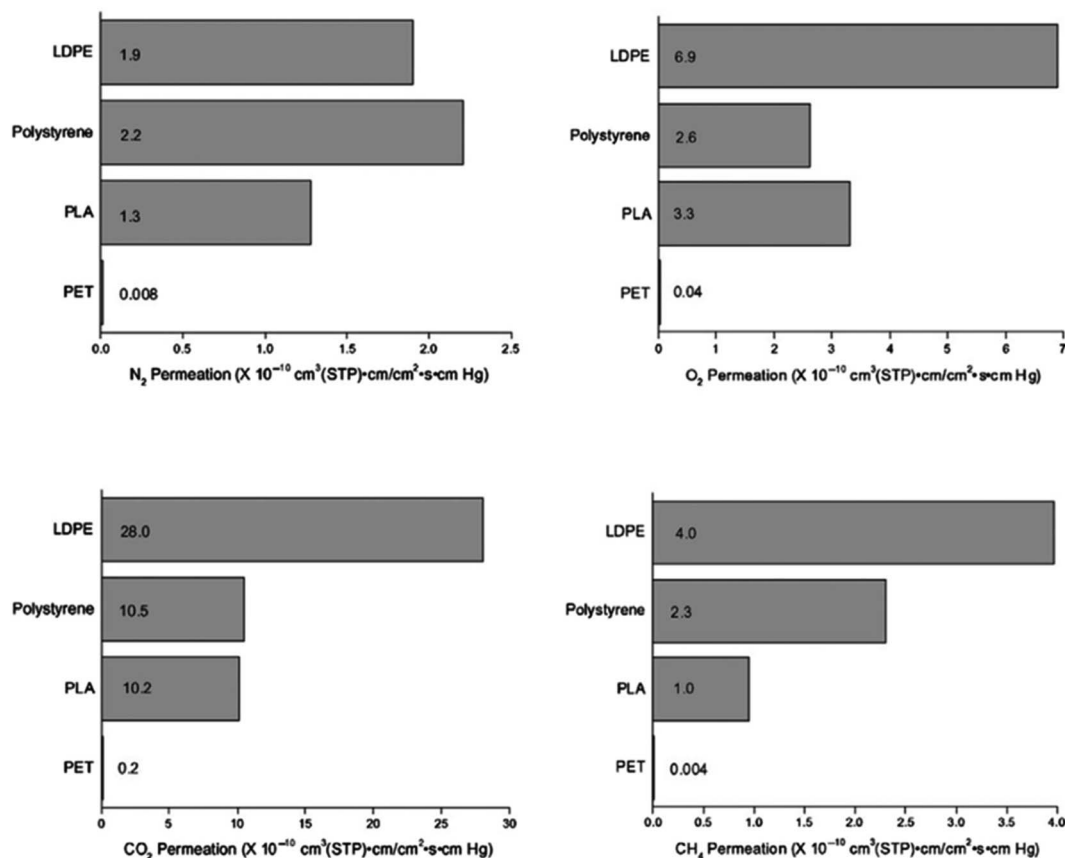 LDPE
1.9
Polystyrene
2.2
PLA
1.3
PET
0.008
0.0 0.5 1.0 1.5 2.0 2.5
N₂ Permeation (X 10⁻¹⁰ cm³(STP)•cm/cm²•s•cm Hg)
LDPE
6.9
Polystyrene
2.6
PLA
3.3
PET
0.04
0 1 2 3 4 5 6 7
O₂ Permeation (X 10⁻¹⁰ cm³(STP)•cm/cm²•s•cm Hg)
LDPE
28.0
Polystyrene
10.5
PLA
10.2
PET
0.2
0 5 10 15 20 25 30
CO₂ Permeation (X 10⁻¹⁰ cm³(STP)•cm/cm²•s•cm Hg)
LDPE
4.0
Polystyrene
2.3
PLA
1.0
PET
0.004
0.0 0.5 1.0 1.5 2.0 2.5 3.0 3.5 4.0
CH₄ Permeation (X 10⁻¹⁰ cm³(STP)•cm/cm²•s•cm Hg)